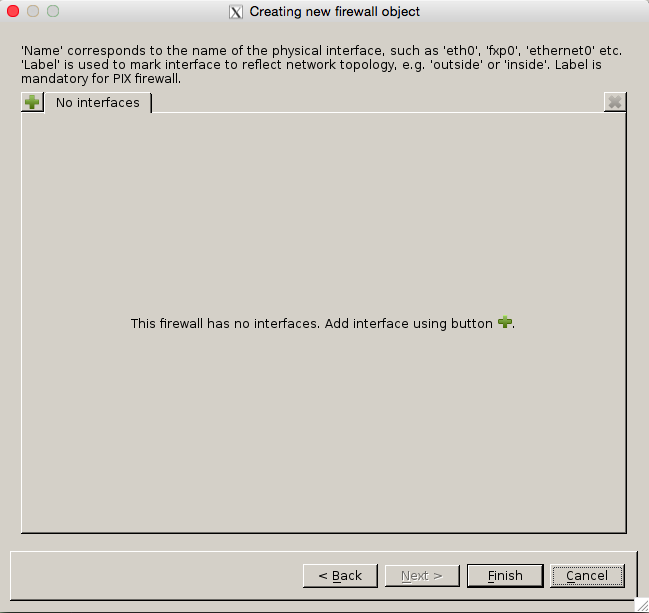 Creating new firewall object
'Name' corresponds to the name of the physical interface, such as 'eth0', 'fxp0', 'ethernet0' etc.
'Label' is used to mark interface to reflect network topology, e.g. 'outside' or 'inside'. Label is
mandatory for PIX firewall.
No interfaces
This firewall has no interfaces. Add interface using button .
< Back Next > Finish Cancel